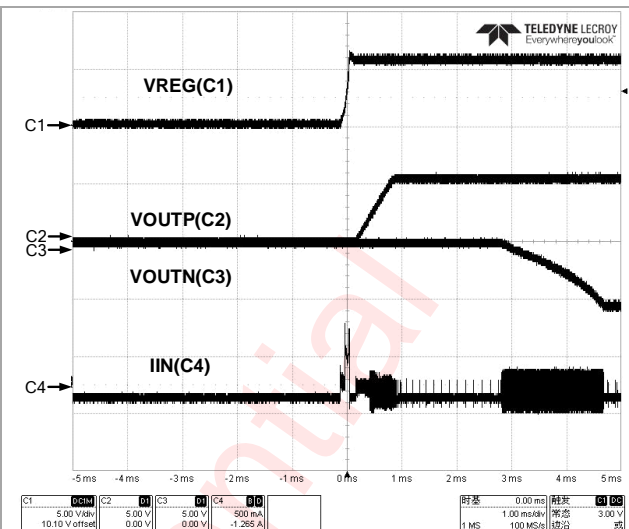 TELEDYNE LECROY
Everywhereyoulook
VREG(C1)
C1
VOUTP(C2)
C2
C3
VOUTN(C3)
IIN(C4)
C4
ential
-5 ms -4 ms -3 ms -2 ms -1 ms 0 ms 1 ms 2 ms 3 ms 4 ms 5 ms
C1 DC1M C2 D1 C3 D1 C4 B D 时基 0.00 ms 触发 C1 DC
5.00 V/div 5.00 V 5.00 V 500 mA 1.00 ms/div 常态 3.00 V
10.10 V offset 0.00 V 0.00 V -1.265 A 1 MS 100 MS/s 边沿 或